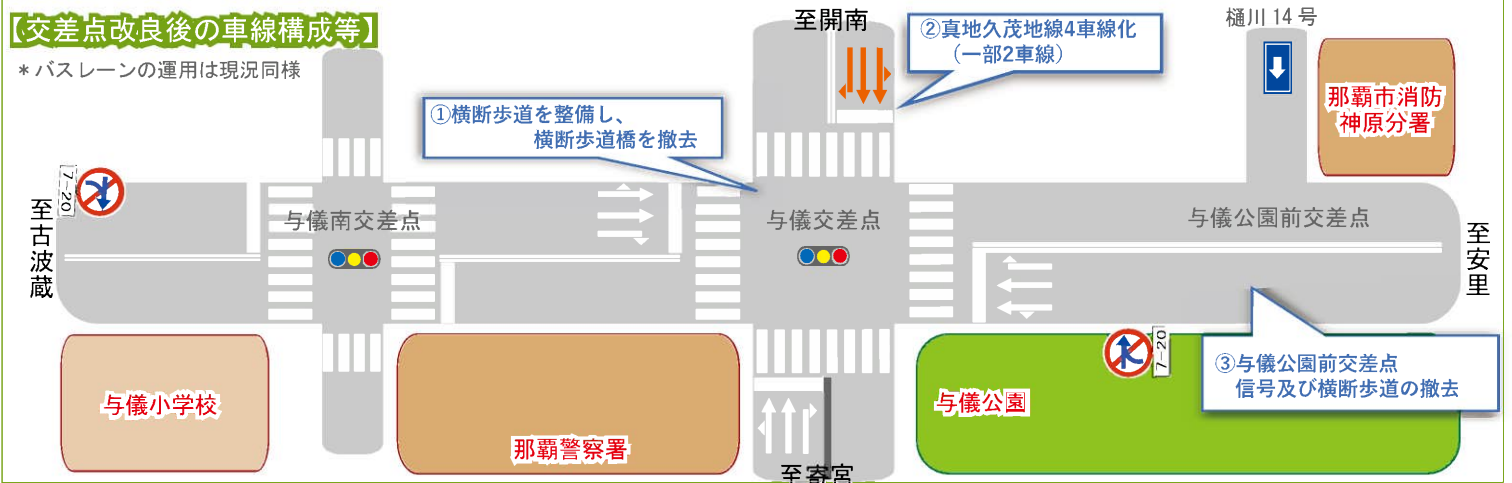 【交差点改良後の車線構成等】
*バスレーンの運用は現況同様
至開南
樋川14号
②真地久茂地線4車線化
（一部2車線）
那覇市消防
神原分署
①横断歩道を整備し、
横断歩道橋を撤去
7-20
至古波蔵
与儀南交差点
与儀交差点
与儀公園前交差点
至安里
7-20
③与儀公園前交差点
信号及び横断歩道の撤去
与儀小学校
那覇警察署
与儀公園
至寄宮